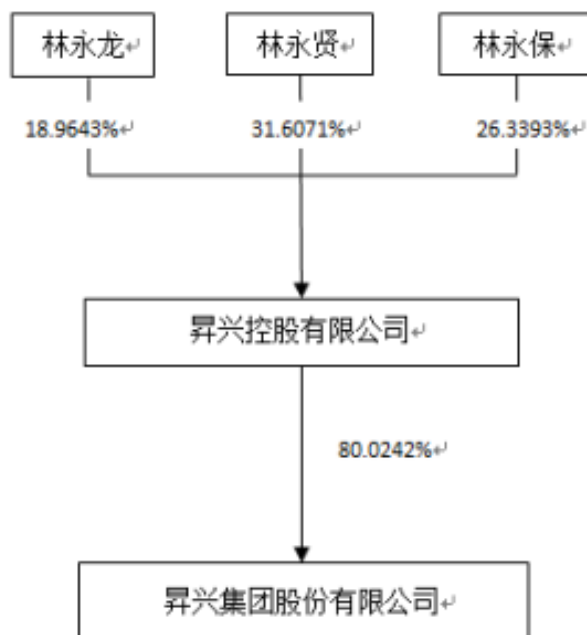 林永龙↵
林永贤↵
林永保↵
18.9643%↵
31.6071%↵
26.3393%↵
昇兴控股有限公司↵
80.0242%↵
昇兴集团股份有限公司↵